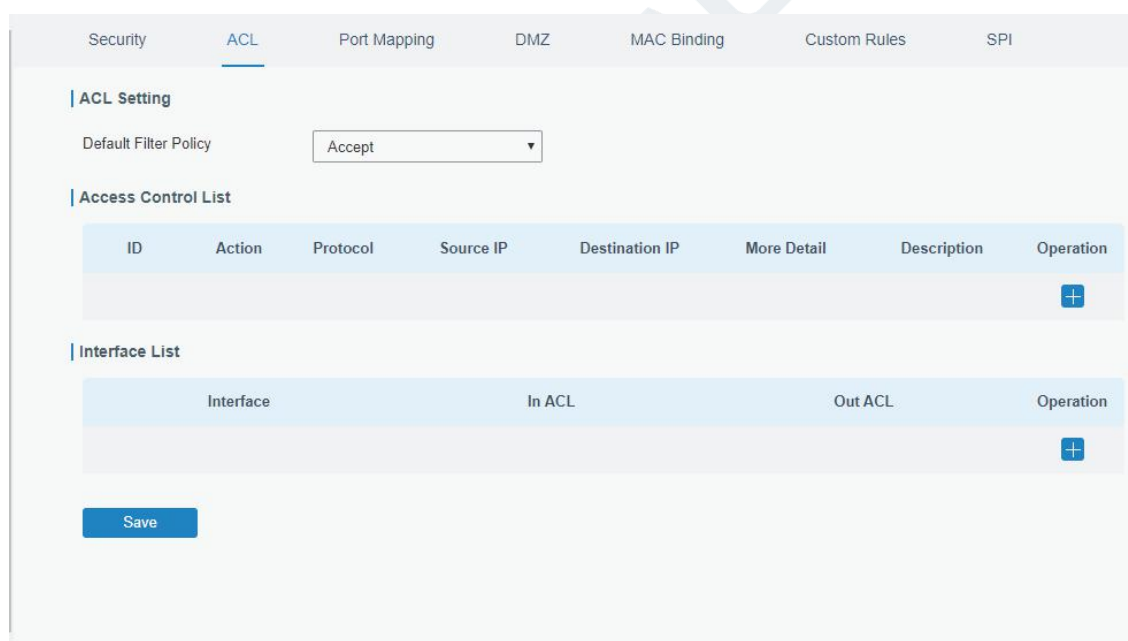 Security ACL Port Mapping DMZ MAC Binding Custom Rules SPI
ACL Setting
Default Filter Policy Accept
Access Control List
ID Action Protocol Source IP Destination IP More Detail Description Operation
Interface List
Interface In ACL Out ACL Operation
Save